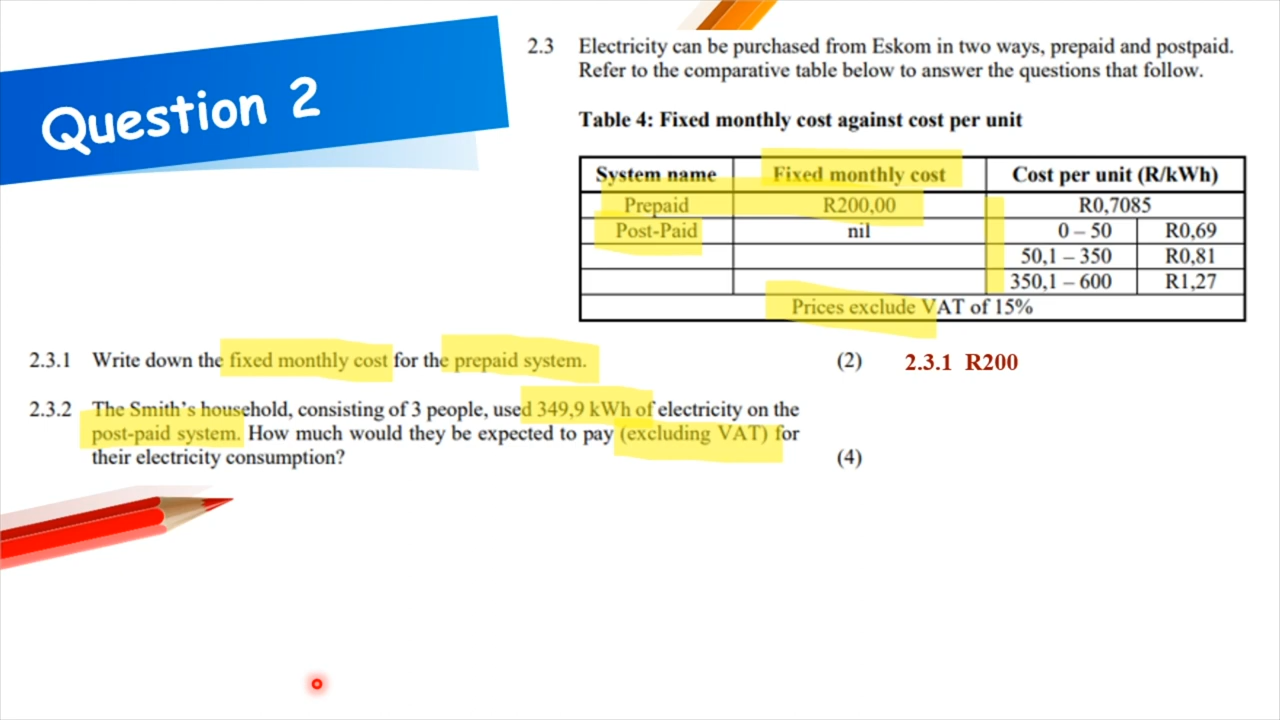 Question 2
2.3 Electricity can be purchased from Eskom in two ways, prepaid and postpaid.
Refer to the comparative table below to answer the questions that follow.
Table 4: Fixed monthly cost against cost per unit
System name Fixed monthly cost Cost per unit (R/kWh)
Prepaid R200,00 R0,7085
Post-Paid nil 0 – 50 R0,69
50,1 – 350 R0,81
350,1 – 600 R1,27
Prices exclude VAT of 15%
2.3.1 Write down the fixed monthly cost for the prepaid system. (2) 2.3.1 R200
2.3.2 The Smith's household, consisting of 3 people, used 349,9 kWh of electricity on the
post-paid system. How much would they be expected to pay (excluding VAT) for
their electricity consumption? (4)